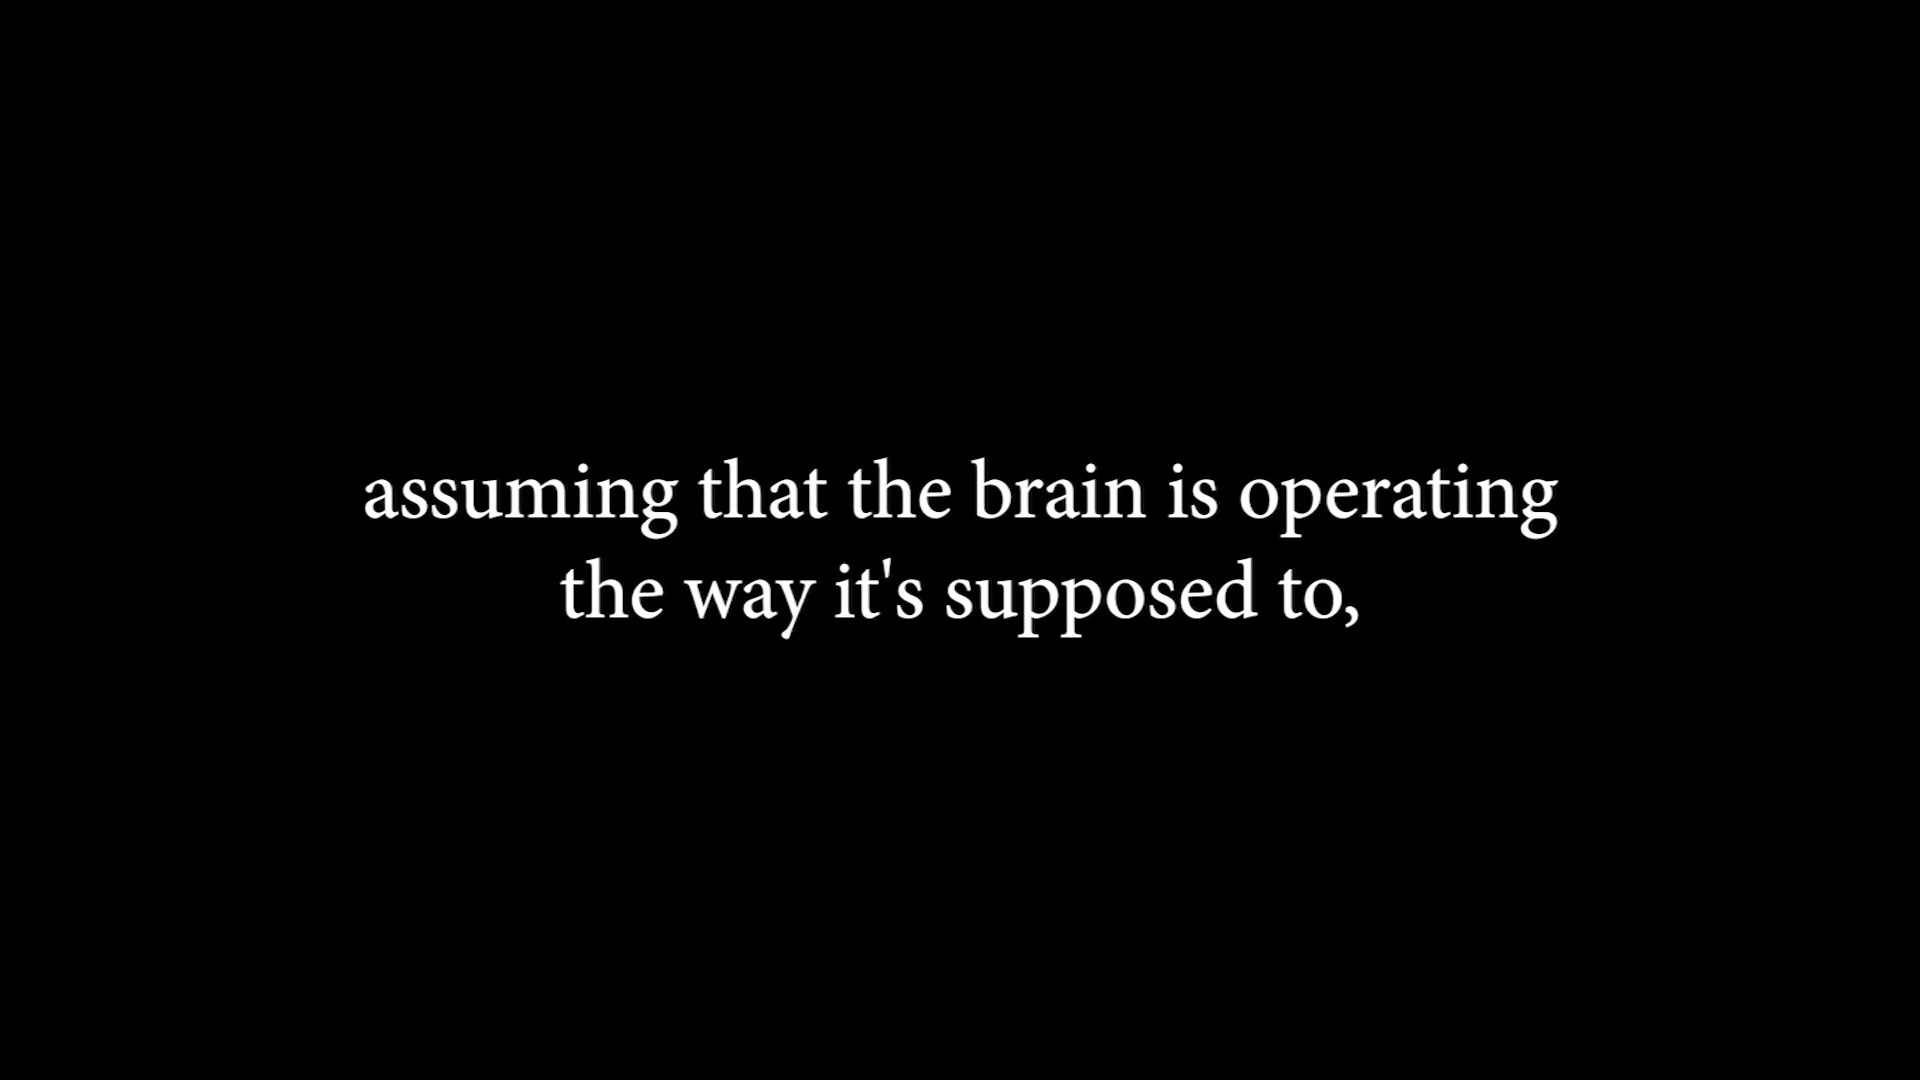 assuming that the brain is operating
the way it's supposed to,